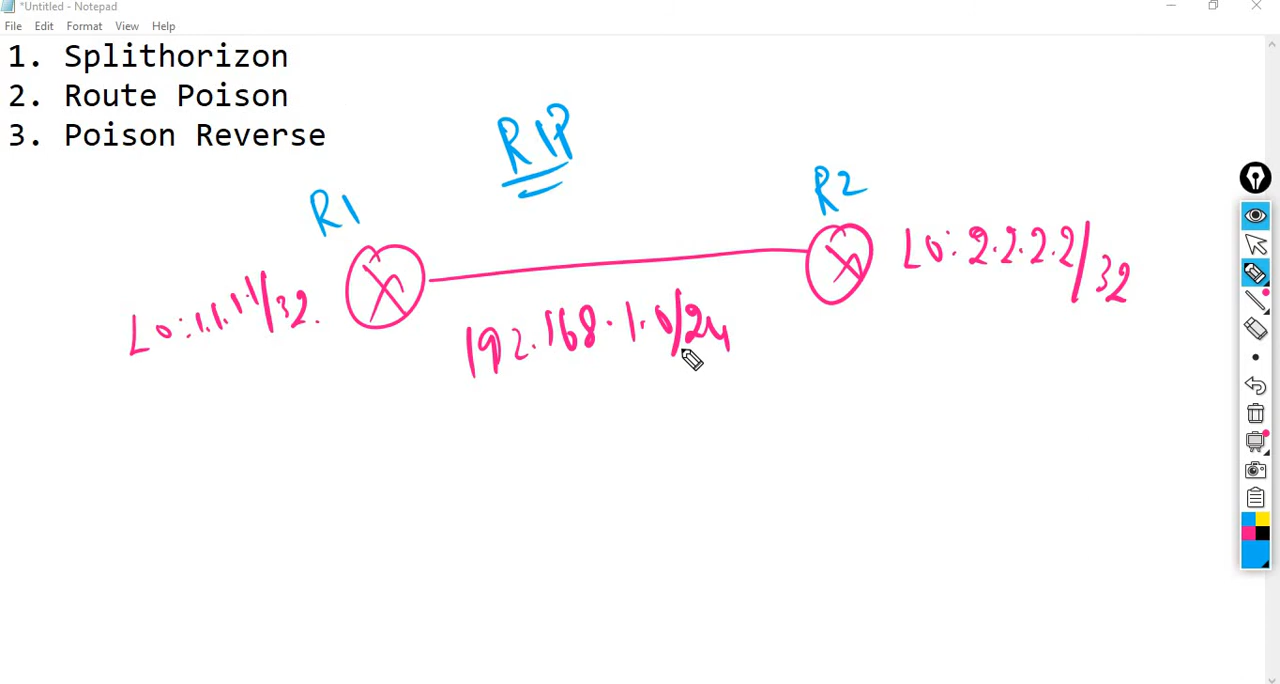 *Untitled - Notepad
File Edit Format View Help
1. Splithorizon
2. Route Poison
3. Poison Reverse
RIP
R1
R2
Lo: 2.2.2.2/32
Lo: 1.1.1.1/32.
192.168.1.0/24